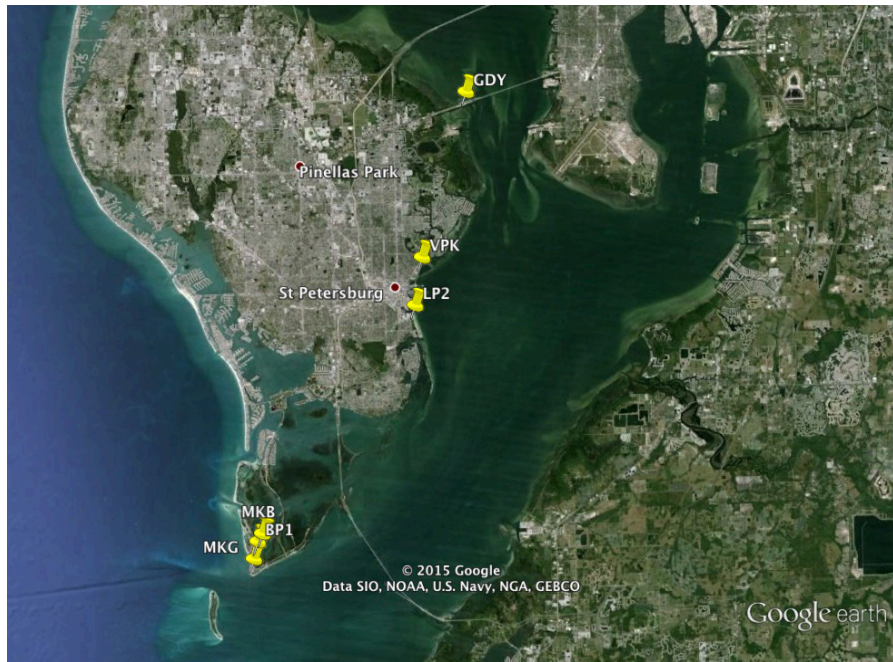 GDY
Pinellas Park
VPK
St Petersburg
LP2
MKB
BP1
MKG
© 2015 Google
Data SIO, NOAA, U.S. Navy, NGA, GEBCO
Google earth